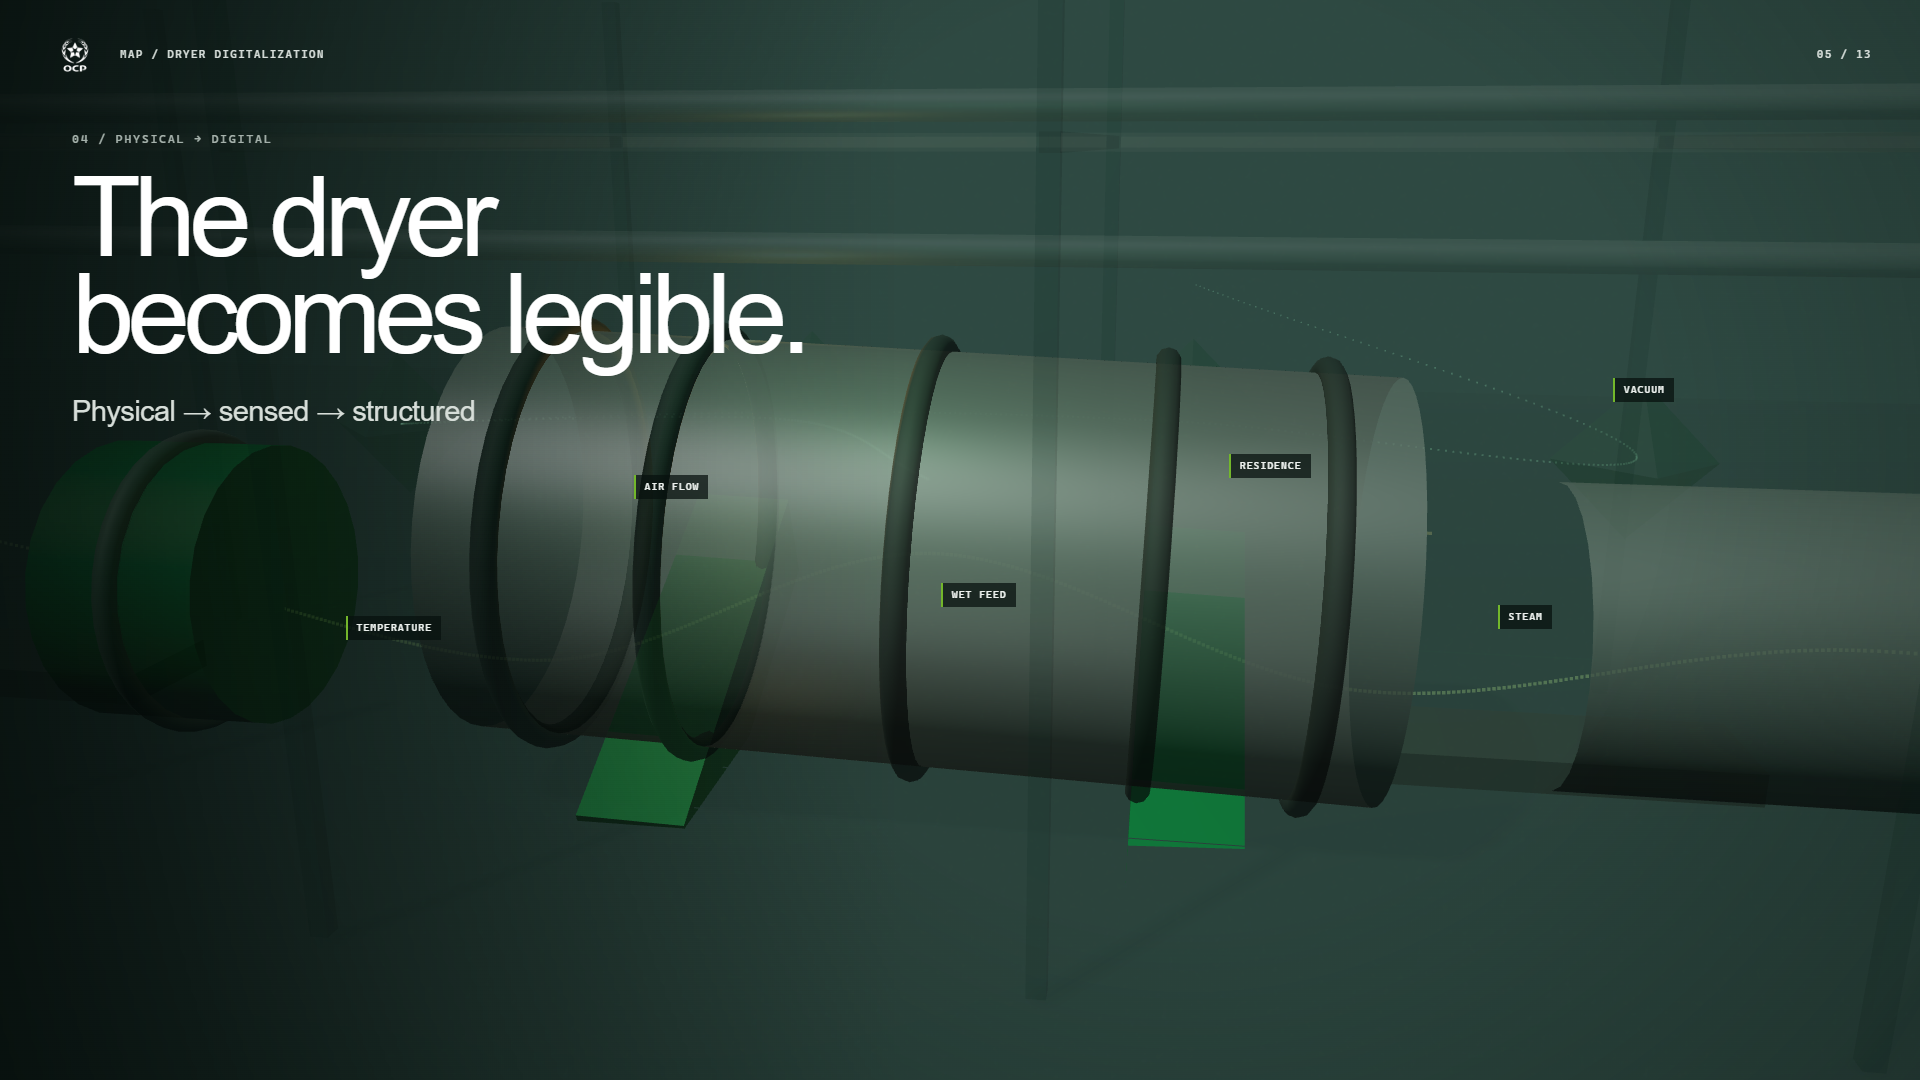 OCP
MAP / DRYER DIGITALIZATION
05 / 13
04 / PHYSICAL → DIGITAL
The dryer
becomes legible.
Physical → sensed → structured
VACUUM
RESIDENCE
AIR FLOW
WET FEED
STEAM
TEMPERATURE